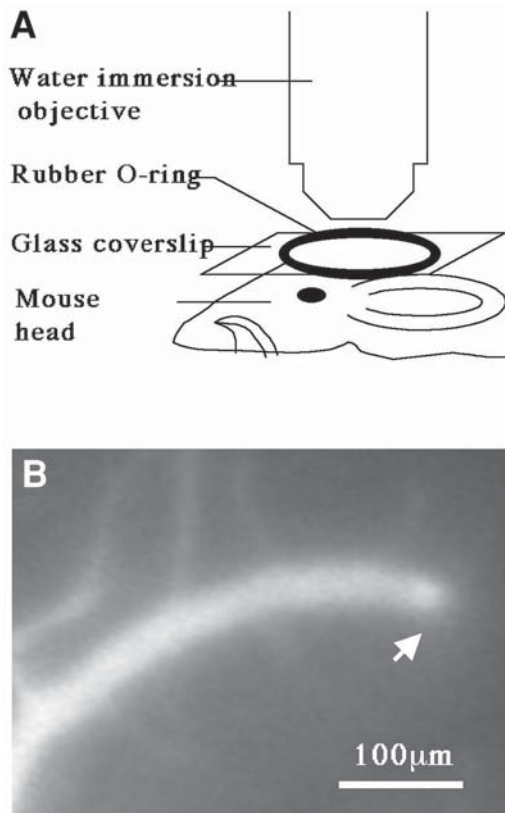 A
Water immersion
objective
Rubber O-ring
Glass coverslip
Mouse
head
B
100μm